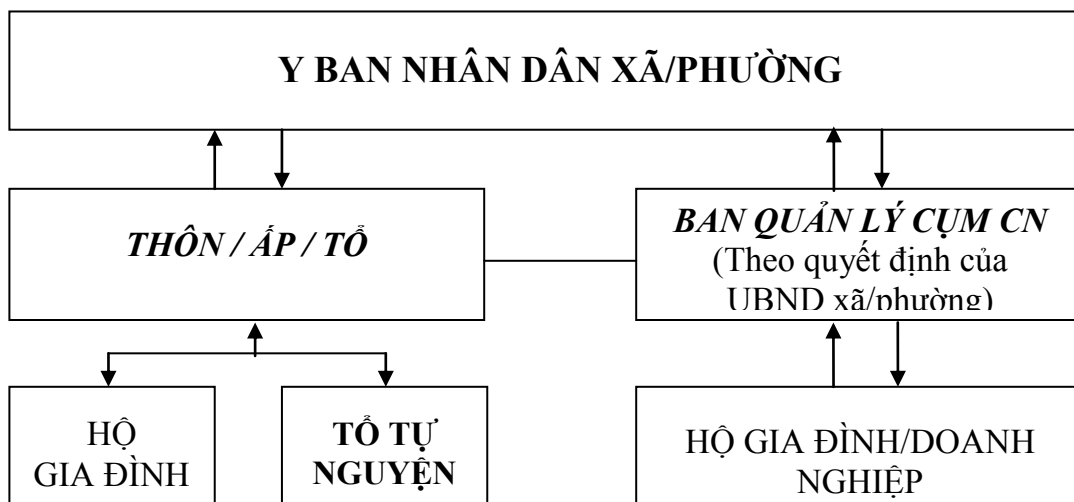 Y BAN NHÂN DÂN XÃ/PHƯỜNG
THÔN / ẤP / TỔ
BAN QUẢN LÝ CỤM CN
(Theo quyết định của
UBND xã/phường)
HỘ
GIA ĐÌNH
TỔ TỰ
NGUYỆN
HỘ GIA ĐÌNH/DOANH
NGHIỆP